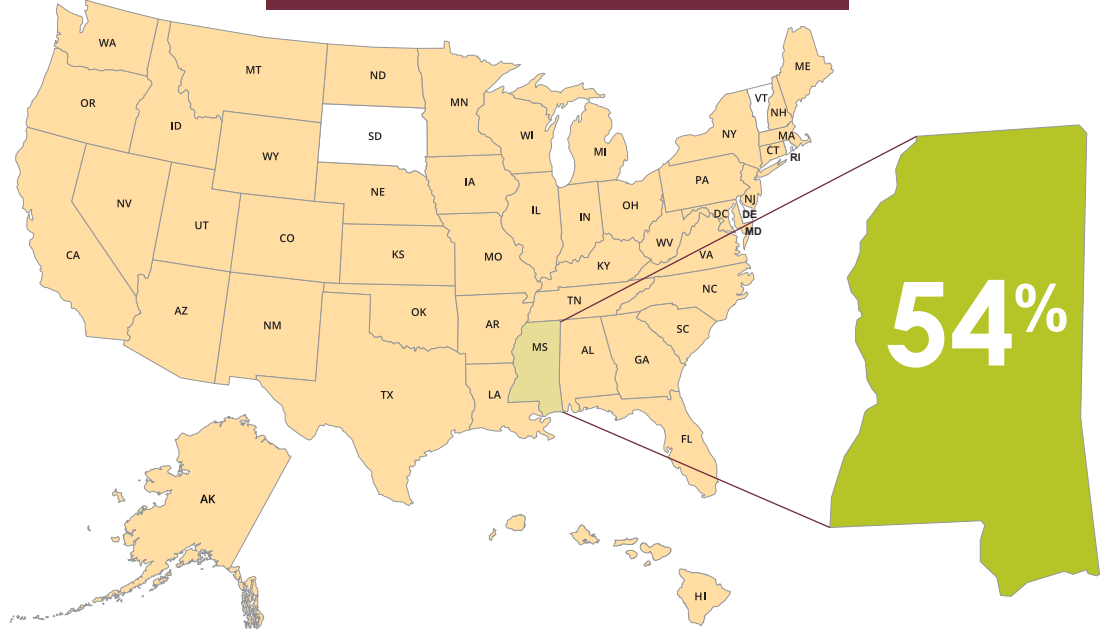 WA
MT
ND
MN
ME
VT
NH
OR
ID
SD
WI
NY
MA
CT
RI
WY
MI
IA
PA
NE
NV
NJ
UT
CO
IL
IN
OH
DC
DE
MD
CA
KS
MO
WV
VA
KY
NC
TN
AZ
NM
OK
AR
SC
MS
AL
GA
TX
LA
FL
AK
HI
54%